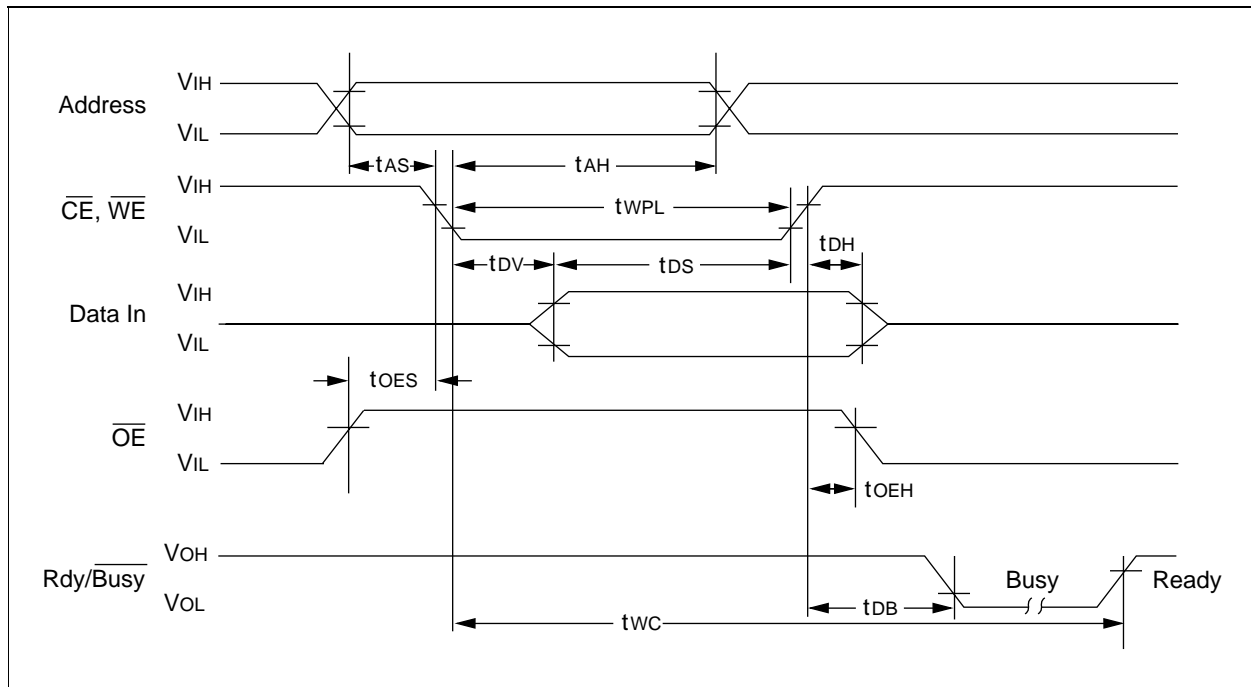 Address
VIH
VIL
tAS
tAH
CE, WE
VIH
VIL
tWPL
tDH
tDV
tDS
Data In
VIH
VIL
tOES
OE
VIH
VIL
tOEH
Rdy/Busy
VOH
VOL
Busy
Ready
tDB
tWC